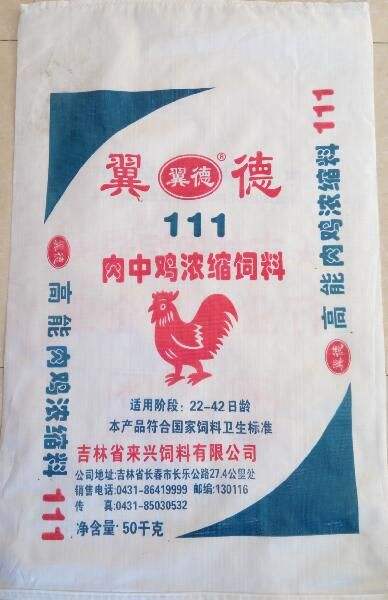 翼 翼德® 德
111
肉中鸡浓缩饲料
适用阶段：22-42日龄
本产品符合国家饲料卫生标准
吉林省来兴饲料有限公司
公司地址:吉林省长春市长乐公路27.4公里处
销售电话:0431-86419999 邮编:130116
传 真:0431-85030532
净含量:50千克
翼德 高能肉鸡浓缩料 111
翼德 高能肉鸡浓缩料 111